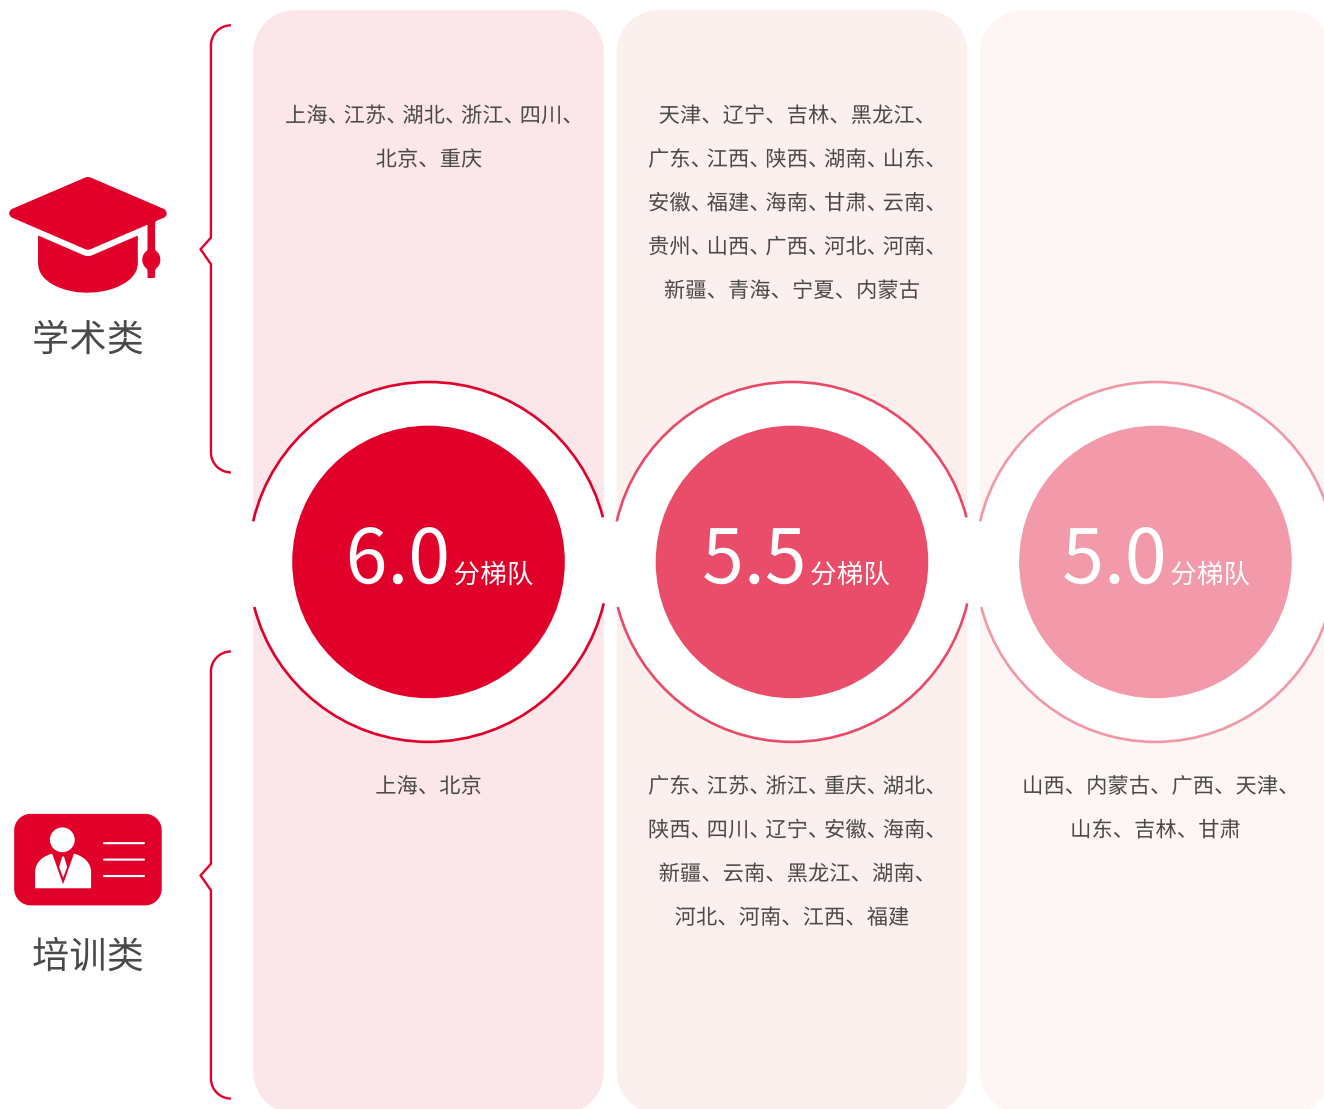 学术类
上海、江苏、湖北、浙江、四川、
北京、重庆
天津、辽宁、吉林、黑龙江、
广东、江西、陕西、湖南、山东、
安徽、福建、海南、甘肃、云南、
贵州、山西、广西、河北、河南、
新疆、青海、宁夏、内蒙古
6.0分梯队
5.5分梯队
5.0分梯队
培训类
上海、北京
广东、江苏、浙江、重庆、湖北、
陕西、四川、辽宁、安徽、海南、
新疆、云南、黑龙江、湖南、
河北、河南、江西、福建
山西、内蒙古、广西、天津、
山东、吉林、甘肃